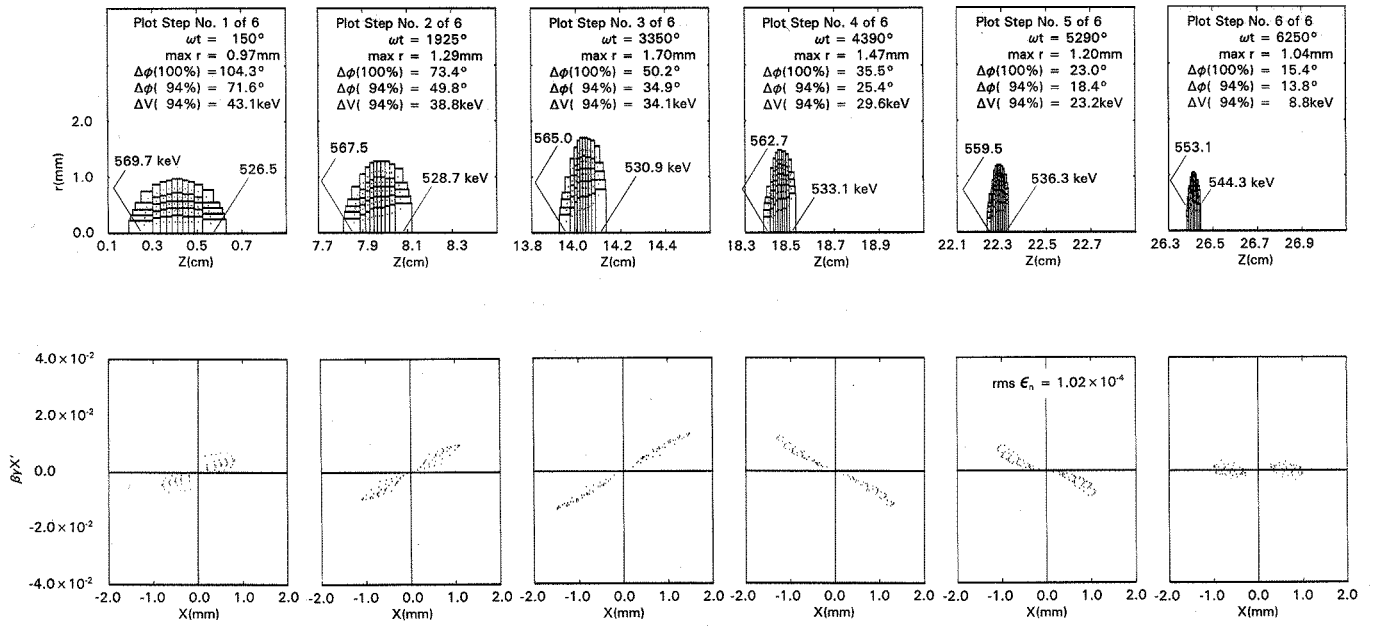 Plot Step No. 1 of 6
ωt = 150°
max r = 0.97mm
Δϕ(100%) = 104.3°
Δϕ( 94%) = 71.6°
ΔV( 94%) = 43.1keV
569.7 keV
526.5
Plot Step No. 2 of 6
ωt = 1925°
max r = 1.29mm
Δϕ(100%) = 73.4°
Δϕ( 94%) = 49.8°
ΔV( 94%) = 38.8keV
567.5
528.7 keV
Plot Step No. 3 of 6
ωt = 3350°
max r = 1.70mm
Δϕ(100%) = 50.2°
Δϕ( 94%) = 34.9°
ΔV( 94%) = 34.1keV
565.0
530.9 keV
Plot Step No. 4 of 6
ωt = 4390°
max r = 1.47mm
Δϕ(100%) = 35.5°
Δϕ( 94%) = 25.4°
ΔV( 94%) = 29.6keV
562.7
533.1 keV
Plot Step No. 5 of 6
ωt = 5290°
max r = 1.20mm
Δϕ(100%) = 23.0°
Δϕ( 94%) = 18.4°
ΔV( 94%) = 23.2keV
559.5
536.3 keV
Plot Step No. 6 of 6
ωt = 6250°
max r = 1.04mm
Δϕ(100%) = 15.4°
Δϕ( 94%) = 13.8°
ΔV( 94%) = 8.8keV
553.1
544.3 keV
r(mm)
2.0
1.0
0.0
0.1 0.3 0.5 0.7
Z(cm)
7.7 7.9 8.1 8.3
Z(cm)
13.8 14.0 14.2 14.4
Z(cm)
18.3 18.5 18.7 18.9
Z(cm)
22.1 22.3 22.5 22.7
Z(cm)
26.3 26.5 26.7 26.9
Z(cm)
βγX′
4.0×10⁻²
2.0×10⁻²
0.0
-2.0×10⁻²
-4.0×10⁻²
rms ϵₙ = 1.02×10⁻⁴
-2.0 -1.0 0.0 1.0 2.0
X(mm)
-2.0 -1.0 0.0 1.0 2.0
X(mm)
-2.0 -1.0 0.0 1.0 2.0
X(mm)
-2.0 -1.0 0.0 1.0 2.0
X(mm)
-2.0 -1.0 0.0 1.0 2.0
X(mm)
-2.0 -1.0 0.0 1.0 2.0
X(mm)